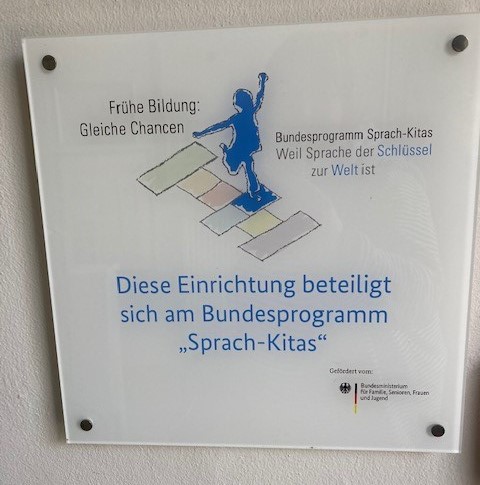 Frühe Bildung:
Gleiche Chancen
Bundesprogramm Sprach-Kitas
Weil Sprache der Schlüssel
zur Welt ist
Diese Einrichtung beteiligt
sich am Bundesprogramm
„Sprach-Kitas“
Gefördert vom:
Bundesministerium
für Familie, Senioren, Frauen
und Jugend